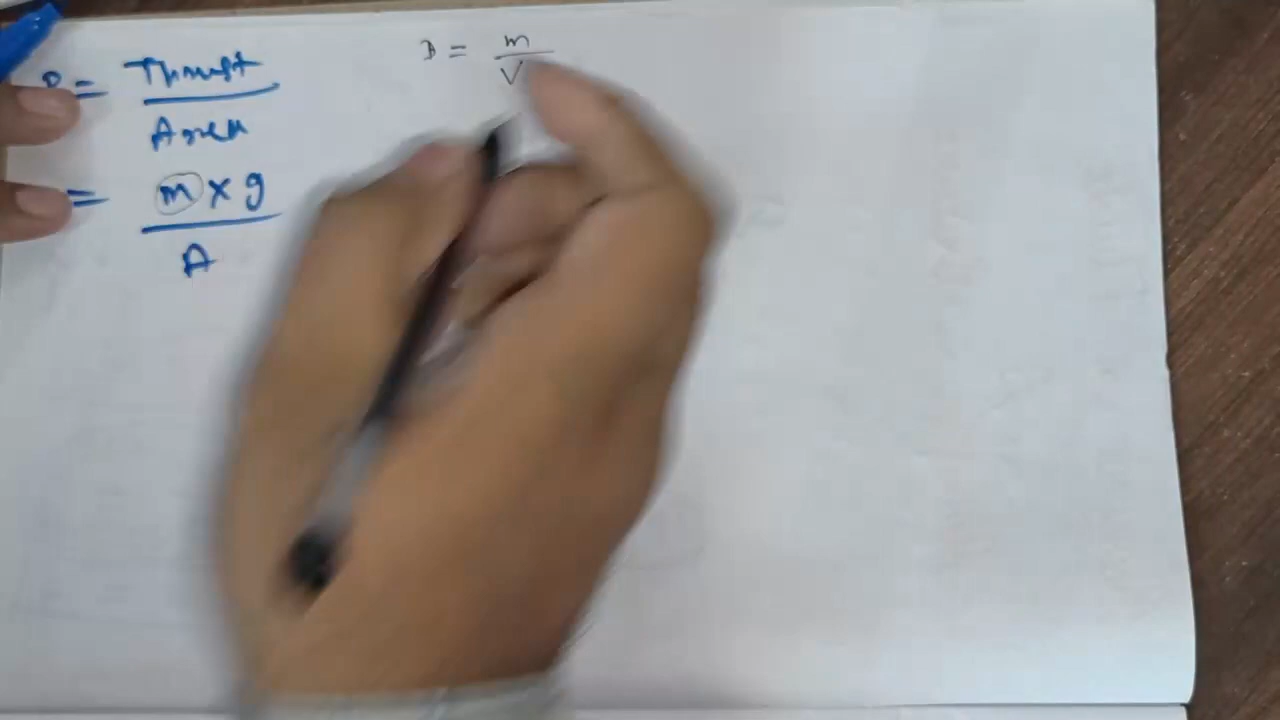 P = Thrust
Area
= m x g
A
D = m
V